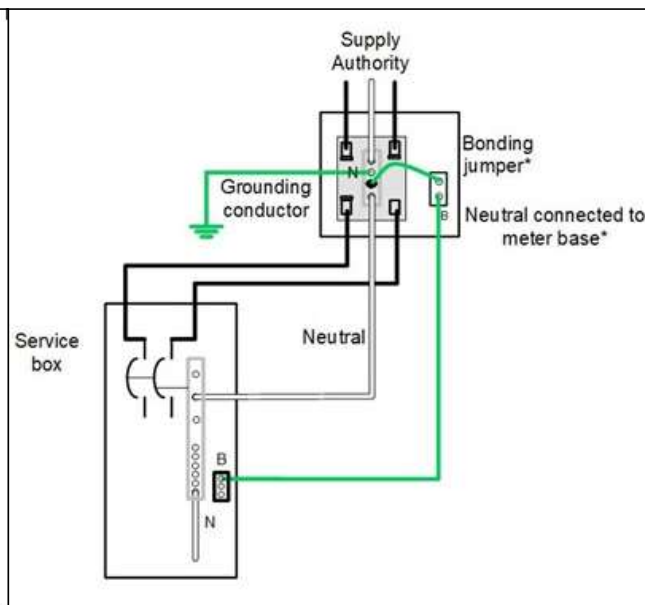 Supply
Authority
Bonding
jumper*
N
Grounding
conductor
B
Neutral connected to
meter base*
Neutral
Service
box
B
N